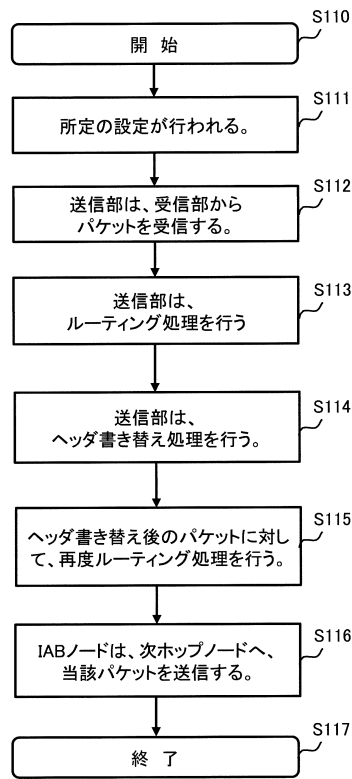 S110
開 始
S111
所定の設定が行われる。
S112
送信部は、受信部から
パケットを受信する。
S113
送信部は、
ルーティング処理を行う
S114
送信部は、
ヘッダ書き替え処理を行う。
S115
ヘッダ書き替え後のパケットに対し
て、再度ルーティング処理を行う。
S116
IABノードは、次ホップノードへ、
当該パケットを送信する。
S117
終 了